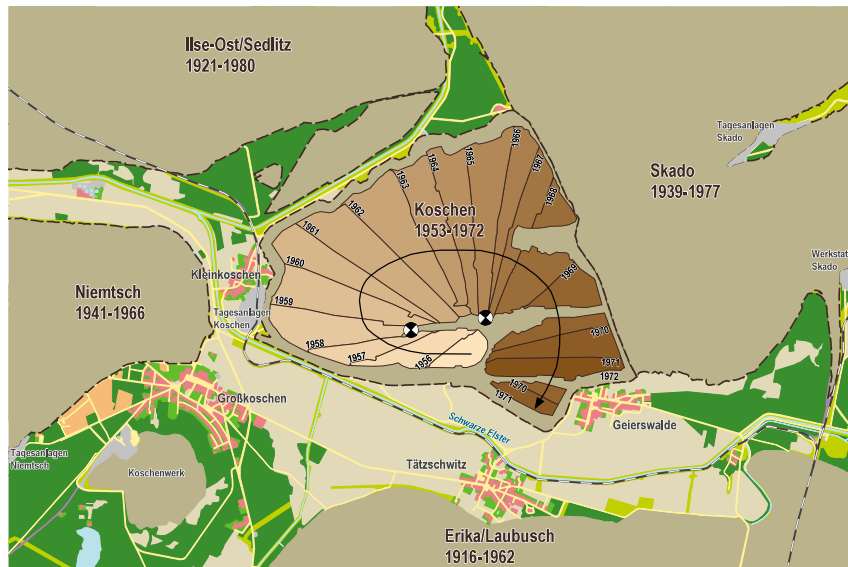 Ilse-Ost/Sedlitz
1921-1980
Tagesanlagen
Skado
Skado
1939-1977
Koschen
1953-1972
1966
1967
1968
1965
1964
1963
1962
1961
1960
1959
1958
1957
1956
1969
1970
1971
1972
1970
1971
Werkstat
Skado
Kleinkoschen
Niemtsch
1941-1966
Tagesanlagen
Koschen
Großkoschen
Schwarze Elster
Geierswalde
Tagesanlagen
Niemtsch
Koschenwerk
Tätzschwitz
Erika/Laubusch
1916-1962